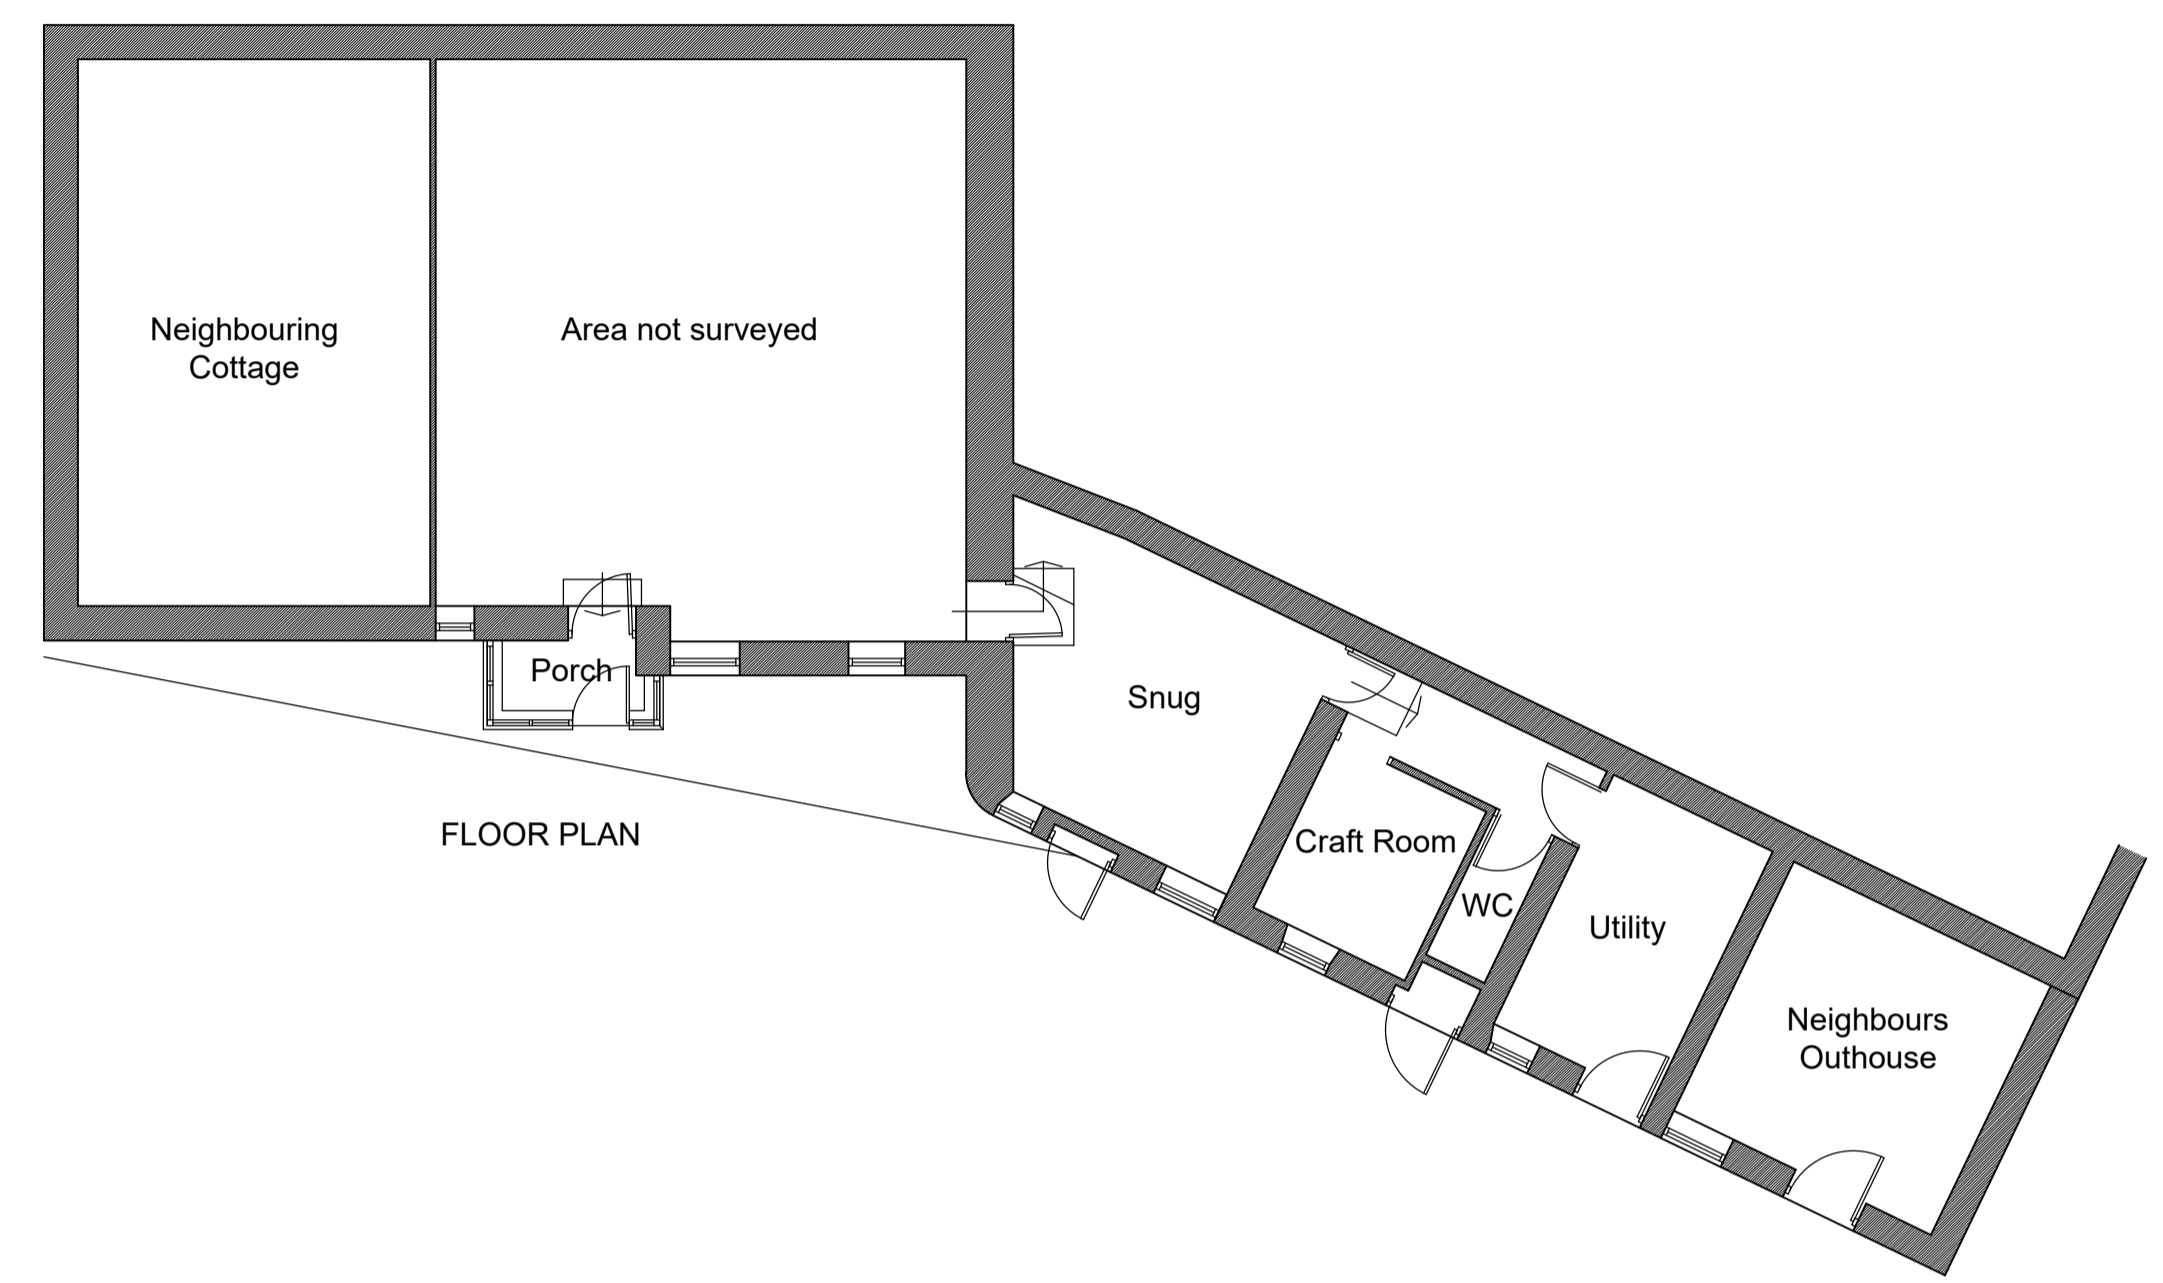 Neighbouring
Cottage
Area not surveyed
Porch
Snug
FLOOR PLAN
Craft Room
WC
Utility
Neighbours
Outhouse